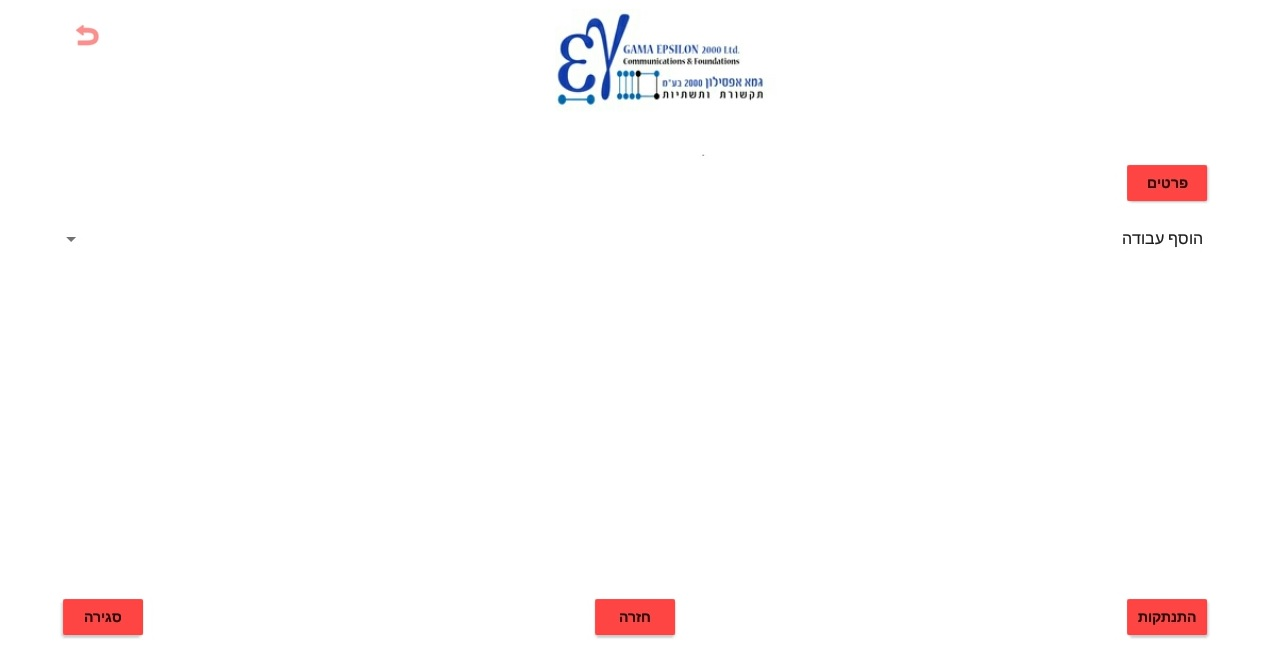 GAMA EPSILON 2000 Ltd.
Communications & Foundations
גמא אפסילון 2000 בע"מ
תקשורת ותשתיות
פרטים
הוסף עבודה
התנתקות
חזרה
סגירה